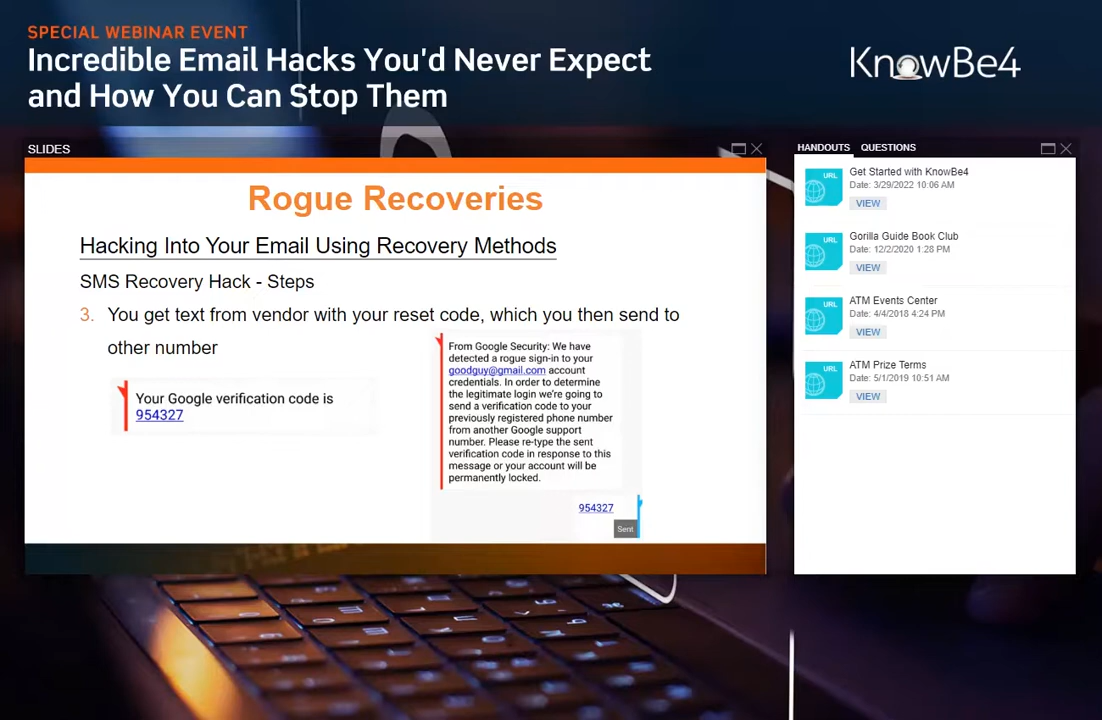 SPECIAL WEBINAR EVENT
Incredible Email Hacks You'd Never Expect
and How You Can Stop Them
KnowBe4
SLIDES
Rogue Recoveries
Hacking Into Your Email Using Recovery Methods
SMS Recovery Hack - Steps
3. You get text from vendor with your reset code, which you then send to
other number
Your Google verification code is
954327
From Google Security: We have
detected a rogue sign-in to your
goodguy@gmail.com account
credentials. In order to determine
the legitimate login we're going to
send a verification code to your
previously registered phone number
from another Google support
number. Please re-type the sent
verification code in response to this
message or your account will be
permanently locked.
954327
Sent
HANDOUTS QUESTIONS
URL
Get Started with KnowBe4
Date: 3/29/2022 10:06 AM
VIEW
URL
Gorilla Guide Book Club
Date: 12/2/2020 1:28 PM
VIEW
URL
ATM Events Center
Date: 4/4/2018 4:24 PM
VIEW
URL
ATM Prize Terms
Date: 5/1/2019 10:51 AM
VIEW